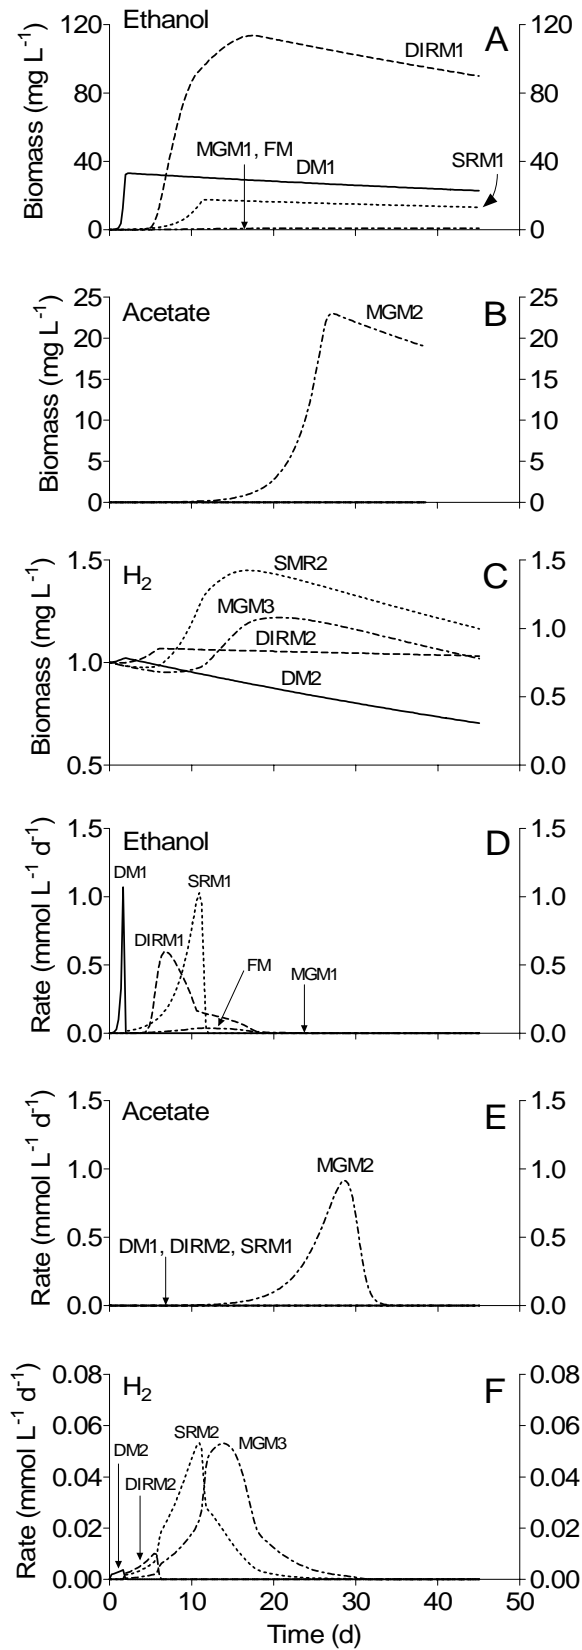 Ethanol
A
Biomass (mg L⁻¹)
120
80
40
0
120
80
40
0
DIRM1
MGM1, FM
DM1
SRM1
Acetate
B
Biomass (mg L⁻¹)
25
20
15
10
5
0
25
20
15
10
5
0
MGM2
H₂
C
Biomass (mg L⁻¹)
1.5
1.0
0.5
1.5
1.0
0.5
0.0
SMR2
MGM3
DIRM2
DM2
Ethanol
D
Rate (mmol L⁻¹ d⁻¹)
1.5
1.0
0.5
0.0
1.5
1.0
0.5
0.0
DM1
SRM1
DIRM1
FM
MGM1
Acetate
E
Rate (mmol L⁻¹ d⁻¹)
1.5
1.0
0.5
0.0
1.5
1.0
0.5
0.0
MGM2
DM1, DIRM2, SRM1
H₂
F
Rate (mmol L⁻¹ d⁻¹)
0.08
0.06
0.04
0.02
0.00
0.08
0.06
0.04
0.02
0.00
SRM2
MGM3
DM2
DIRM2
0 10 20 30 40 50
Time (d)